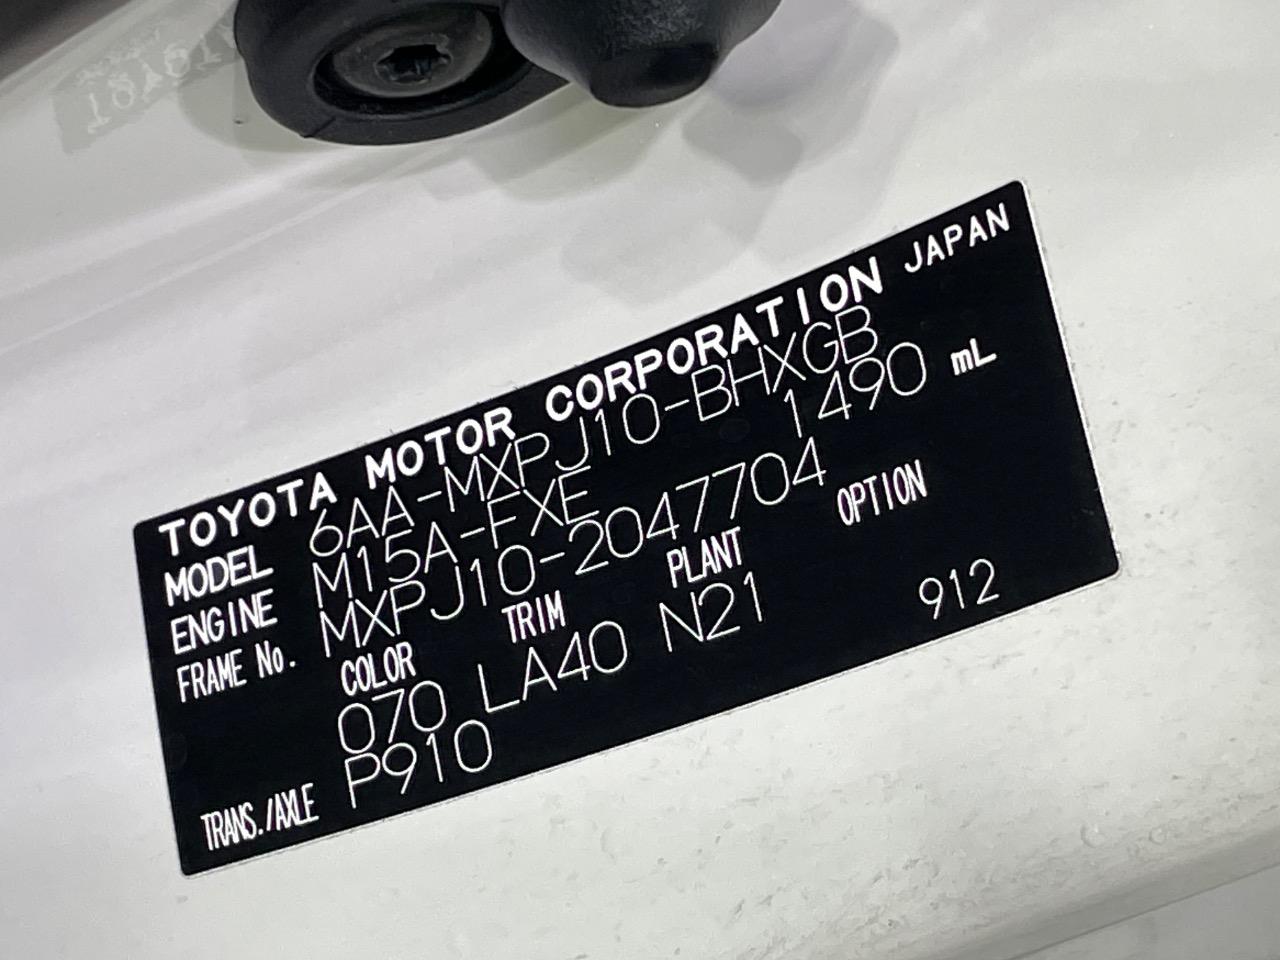 TOYOTA MOTOR CORPORATION JAPAN
MODEL 6AA-MXPJ10-BHXGB
ENGINE M15A-FXE 1490 mL
FRAME No. MXPJ10-2047704
COLOR TRIM PLANT OPTION
070 LA40 N21 912
TRANS./AXLE P910